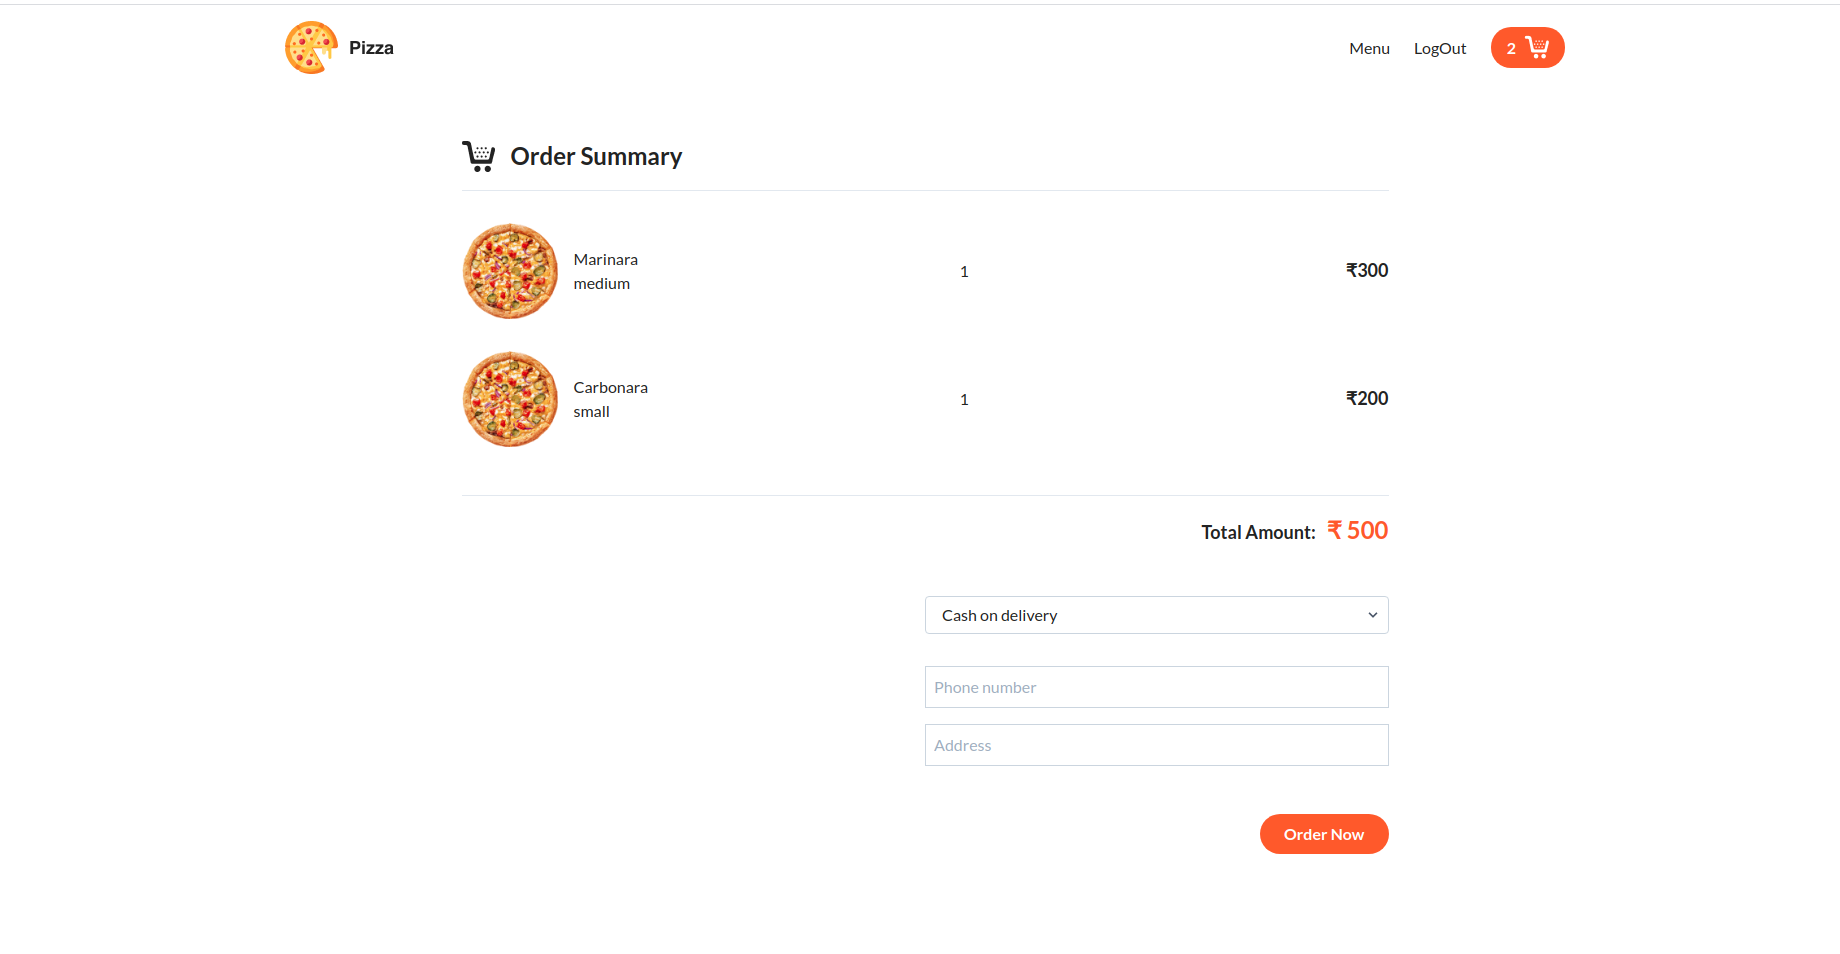 Pizza
Menu LogOut 2
Order Summary
Marinara
medium
1
₹300
Carbonara
small
1
₹200
Total Amount: ₹ 500
Cash on delivery
Phone number
Address
Order Now